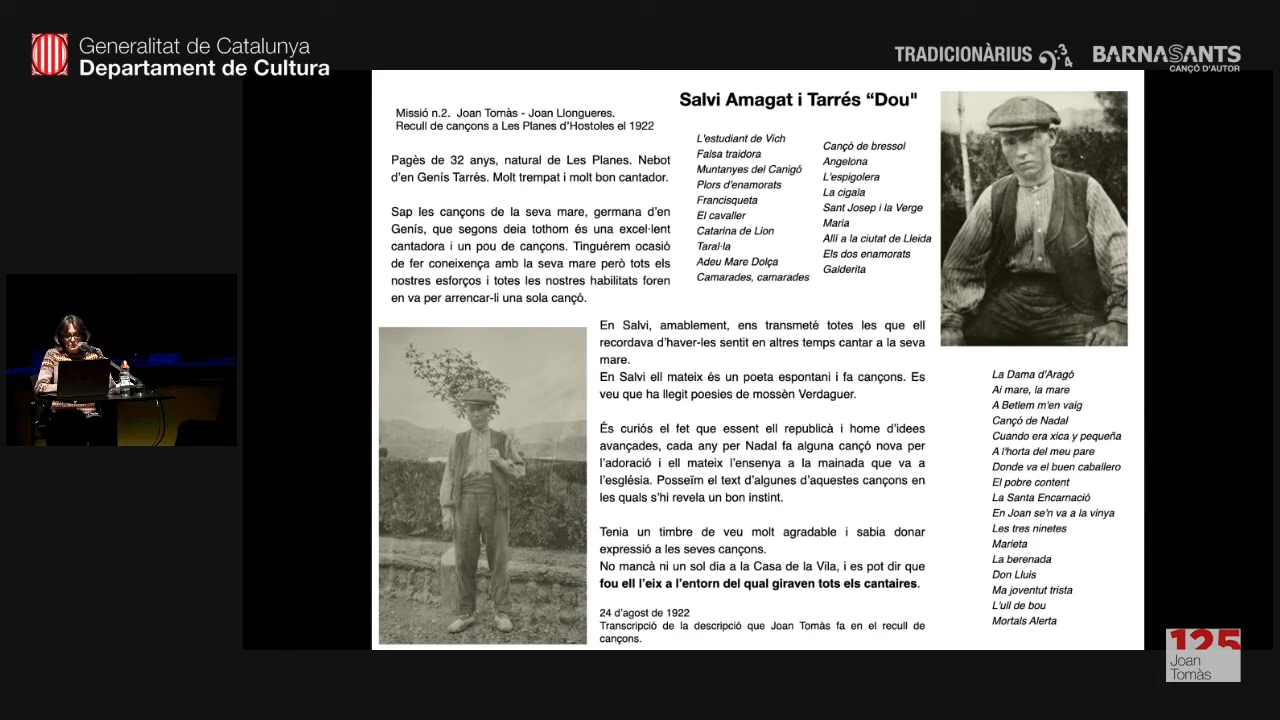 Generalitat de Catalunya
Departament de Cultura
TRADICIONÀRIUS
BARNASANTS
CANÇÓ D'AUTOR
Missió n.2. Joan Tomàs - Joan Llongueres.
Recull de cançons a Les Planes d'Hostoles el 1922
Salvi Amagat i Tarrés “Dou"
Pagès de 32 anys, natural de Les Planes. Nebot
d'en Genís Tarrés. Molt trempat i molt bon cantador.
Sap les cançons de la seva mare, germana d'en
Genís, que segons deia tothom és una excel·lent
cantadora i un pou de cançons. Tinguérem ocasió
de fer coneixença amb la seva mare però tots els
nostres esforços i totes les nostres habilitats foren
en va per arrencar-li una sola cançó.
L'estudiant de Vich
Falsa traidora
Muntanyes del Canigó
Plors d'enamorats
Francisqueta
El cavaller
Catarina de Lion
Taral·la
Adeu Mare Dolça
Camarades, camarades
Cançó de bressol
Angelona
L'espigolera
La cigala
Sant Josep i la Verge
Maria
Allí a la ciutat de Lleida
Els dos enamorats
Galderita
En Salvi, amablement, ens transmeté totes les que ell
recordava d'haver-les sentit en altres temps cantar a la seva
mare.
En Salvi ell mateix és un poeta espontani i fa cançons. Es
veu que ha llegit poesies de mossèn Verdaguer.
És curiós el fet que essent ell republicà i home d'idees
avançades, cada any per Nadal fa alguna cançó nova per
l'adoració i ell mateix l'ensenya a la mainada que va a
l'església. Posseïm el text d'algunes d'aquestes cançons en
les quals s'hi revela un bon instint.
Tenia un timbre de veu molt agradable i sabia donar
expressió a les seves cançons.
No mancà ni un sol dia a la Casa de la Vila, i es pot dir que
fou ell l'eix a l'entorn del qual giraven tots els cantaires.
24 d'agost de 1922
Transcripció de la descripció que Joan Tomàs fa en el recull de
cançons.
La Dama d'Aragó
Ai mare, la mare
A Betlem m'en vaig
Cançó de Nadal
Cuando era xica y pequeña
A l'horta del meu pare
Donde va el buen caballero
El pobre content
La Santa Encarnació
En Joan se'n va a la vinya
Les tres ninetes
Marieta
La berenada
Don Lluis
Ma joventut trista
L'ull de bou
Mortals Alerta
125
Joan
Tomàs